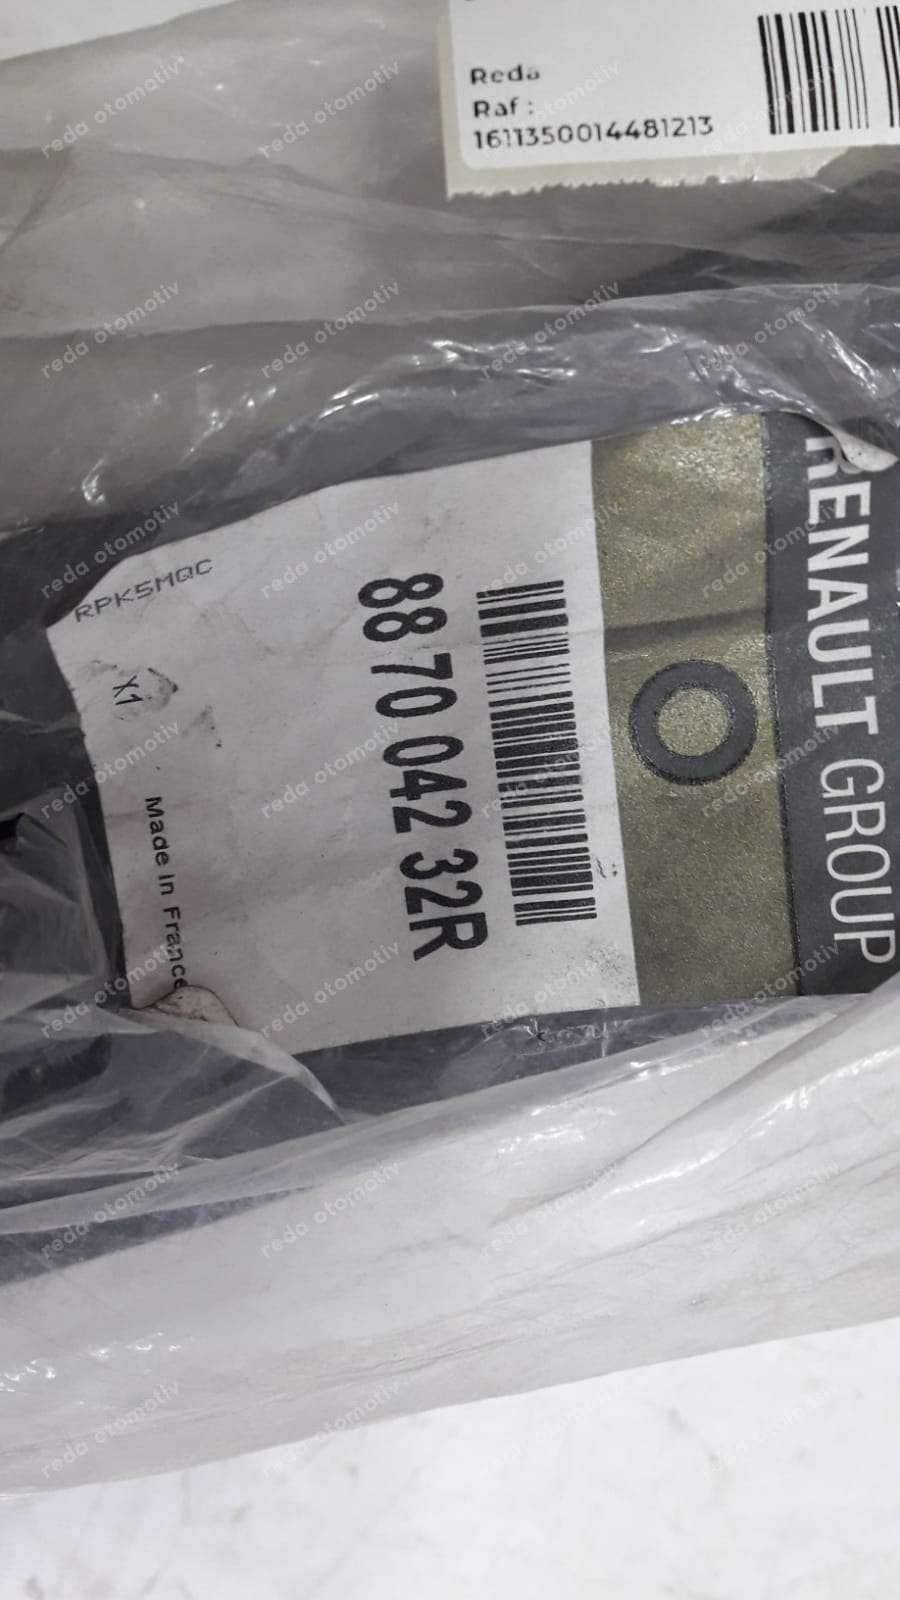 Reda
Raf :
1611350014481213
RENAULT GROUP
88 70 042 32R
RPK5MQC
X1
Made in France
reda otomotiv